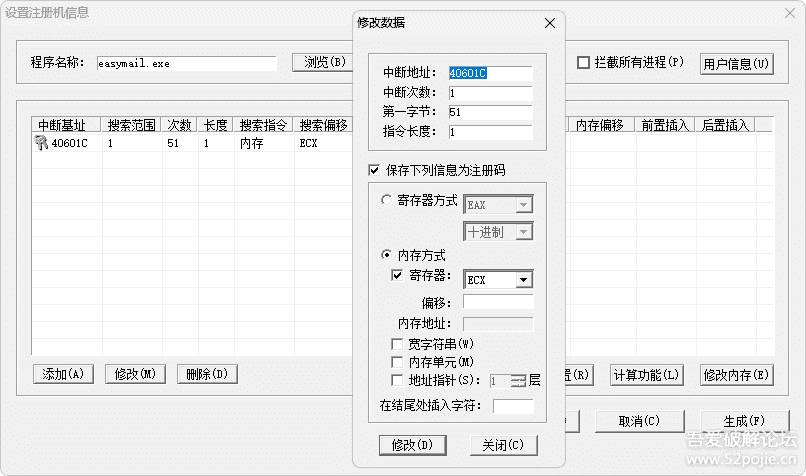 设置注册机信息
程序名称： easymail.exe 浏览(B) 拦截所有进程(P) 用户信息(U)
中断基址 搜索范围 次数 长度 搜索指令 搜索偏移 内存偏移 前置插入 后置插入
40601C 1 51 1 内存 ECX
添加(A) 修改(M) 删除(D) 置(R) 计算功能(L) 修改内存(E)
取消(C) 生成(F)
修改数据
中断地址： 40601C
中断次数： 1
第一字节： 51
指令长度： 1
保存下列信息为注册码
寄存器方式 EAX
十进制
内存方式
寄存器： ECX
偏移：
内存地址：
宽字符串(W)
内存单元(M)
地址指针(S)： 1 层
在结尾处插入字符：
修改(D) 关闭(C)
吾爱破解论坛
www.52pojie.cn